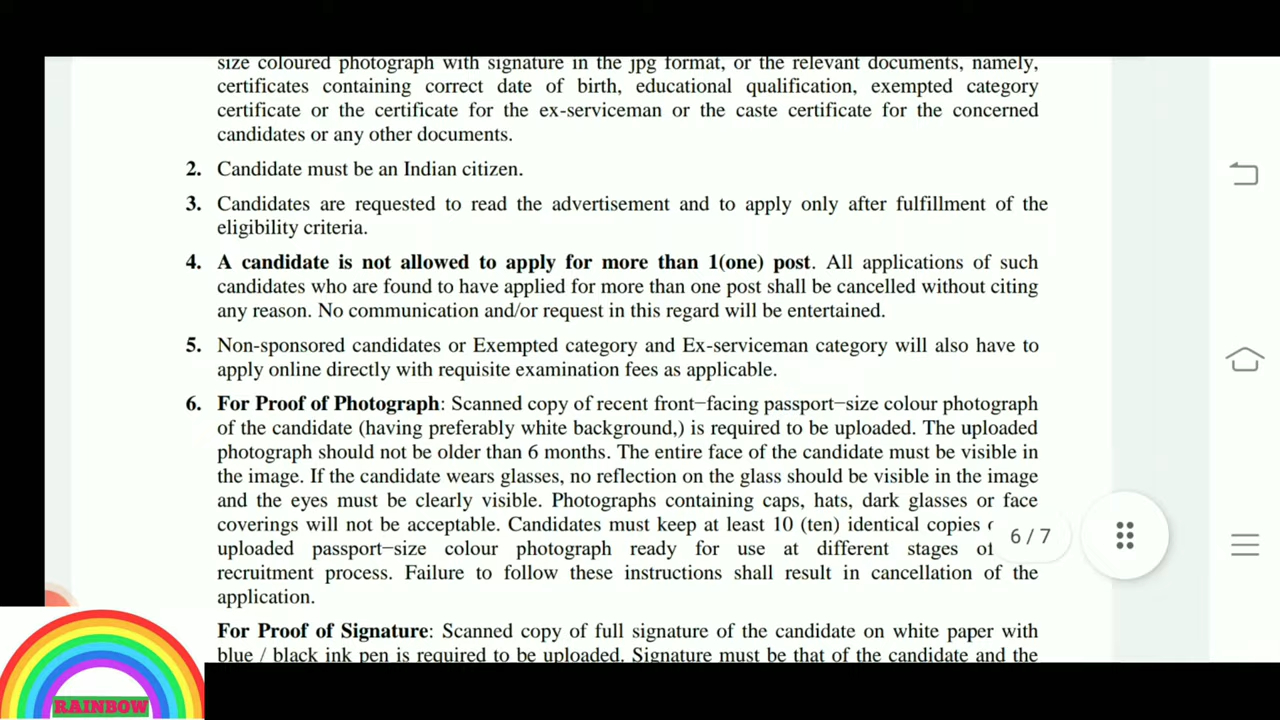 size coloured photograph with signature in the jpg format, or the relevant documents, namely,
certificates containing correct date of birth, educational qualification, exempted category
certificate or the certificate for the ex-serviceman or the caste certificate for the concerned
candidates or any other documents.
2. Candidate must be an Indian citizen.
3. Candidates are requested to read the advertisement and to apply only after fulfillment of the
eligibility criteria.
4. A candidate is not allowed to apply for more than 1(one) post. All applications of such
candidates who are found to have applied for more than one post shall be cancelled without citing
any reason. No communication and/or request in this regard will be entertained.
5. Non-sponsored candidates or Exempted category and Ex-serviceman category will also have to
apply online directly with requisite examination fees as applicable.
6. For Proof of Photograph: Scanned copy of recent front−facing passport−size colour photograph
of the candidate (having preferably white background,) is required to be uploaded. The uploaded
photograph should not be older than 6 months. The entire face of the candidate must be visible in
the image. If the candidate wears glasses, no reflection on the glass should be visible in the image
and the eyes must be clearly visible. Photographs containing caps, hats, dark glasses or face
coverings will not be acceptable. Candidates must keep at least 10 (ten) identical copies
uploaded passport−size colour photograph ready for use at different stages of
recruitment process. Failure to follow these instructions shall result in cancellation of the
application.
For Proof of Signature: Scanned copy of full signature of the candidate on white paper with
blue / black ink pen is required to be uploaded. Signature must be that of the candidate and the
6 / 7
RAINBOW